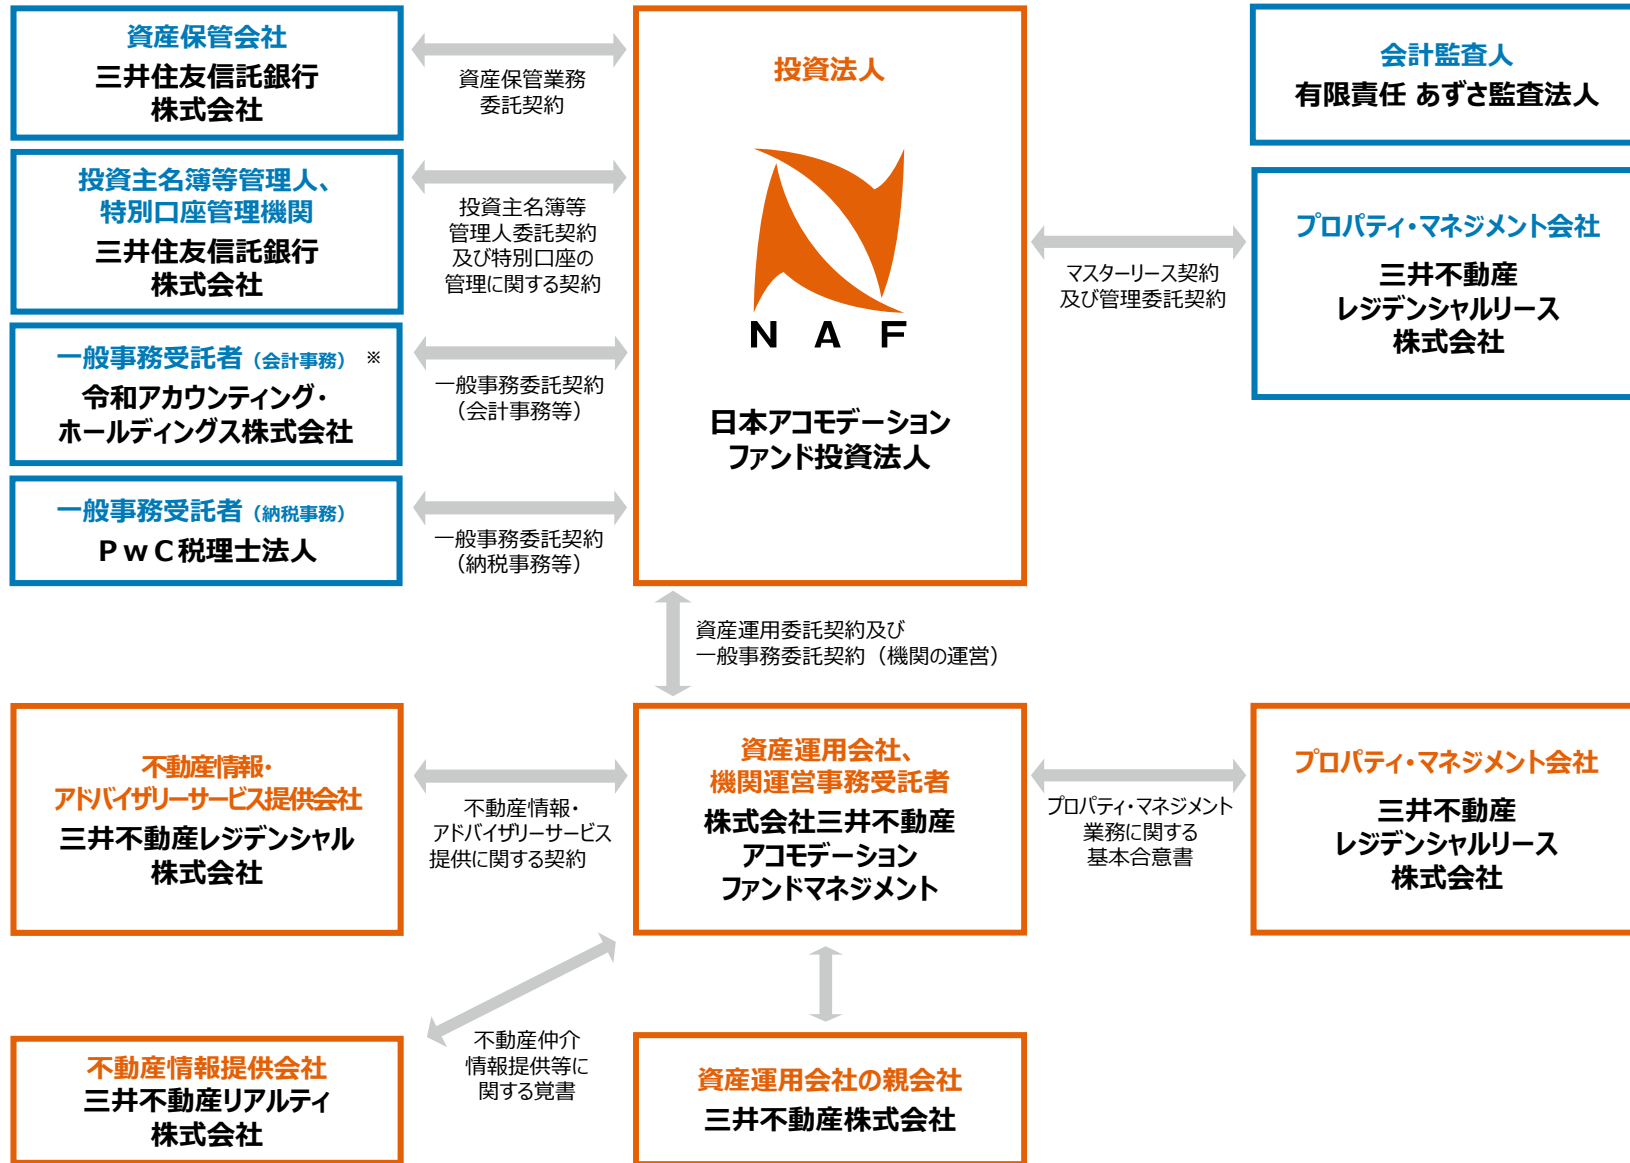 資産保管会社
三井住友信託銀行
株式会社
資産保管業務
委託契約
投資主名簿等管理人、
特別口座管理機関
三井住友信託銀行
株式会社
投資主名簿等
管理人委託契約
及び特別口座の
管理に関する契約
一般事務受託者（会計事務） ※
令和アカウンティング・
ホールディングス株式会社
一般事務委託契約
（会計事務等）
一般事務受託者（納税事務）
ＰｗＣ税理士法人
一般事務委託契約
（納税事務等）
投資法人
NAF
日本アコモデーション
ファンド投資法人
会計監査人
有限責任 あずさ監査法人
マスターリース契約
及び管理委託契約
プロパティ・マネジメント会社
三井不動産
レジデンシャルリース
株式会社
資産運用委託契約及び
一般事務委託契約（機関の運営）
不動産情報・
アドバイザリーサービス提供会社
三井不動産レジデンシャル
株式会社
不動産情報・
アドバイザリーサービス
提供に関する契約
資産運用会社、
機関運営事務受託者
株式会社三井不動産
アコモデーション
ファンドマネジメント
プロパティ・マネジメント
業務に関する
基本合意書
プロパティ・マネジメント会社
三井不動産
レジデンシャルリース
株式会社
不動産情報提供会社
三井不動産リアルティ
株式会社
不動産仲介
情報提供等に
関する覚書
資産運用会社の親会社
三井不動産株式会社